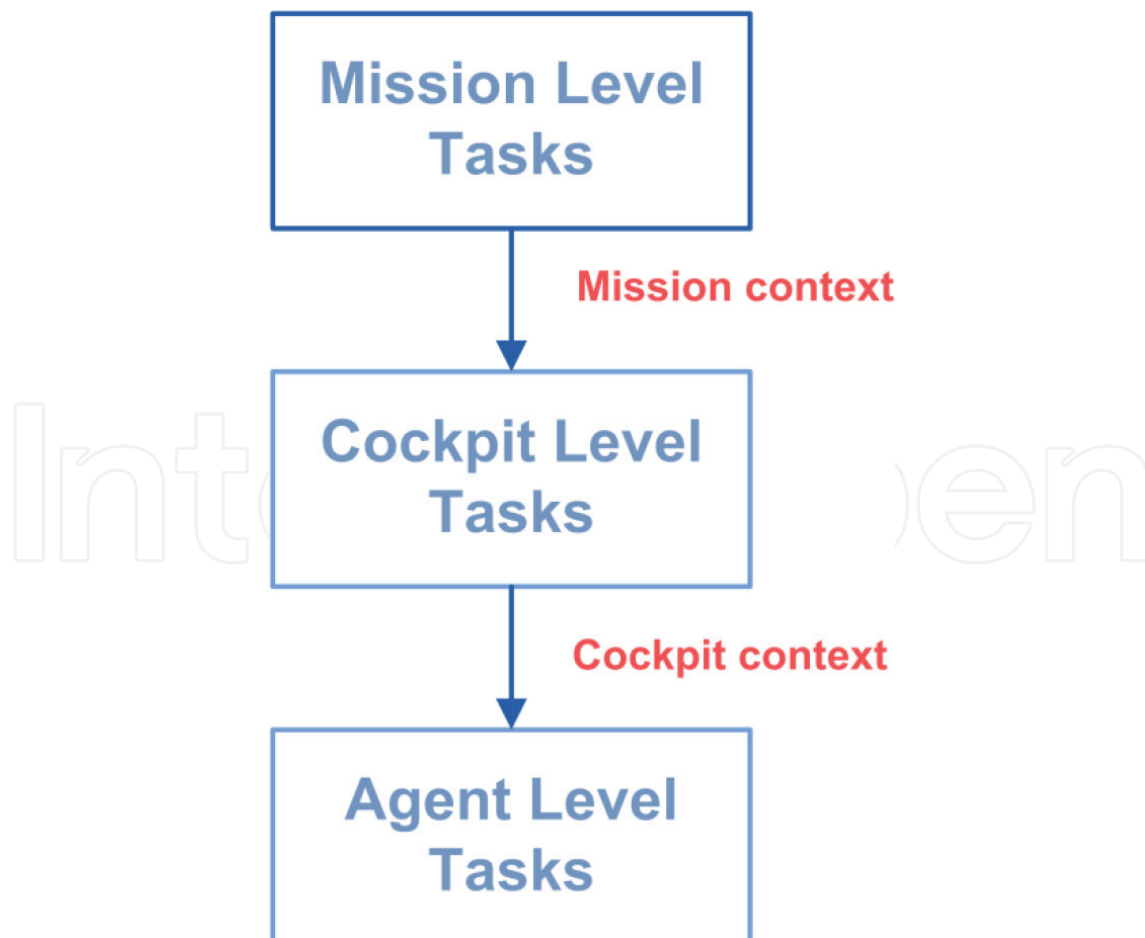 Mission Level
Tasks
Mission context
Cockpit Level
Tasks
Cockpit context
Agent Level
Tasks